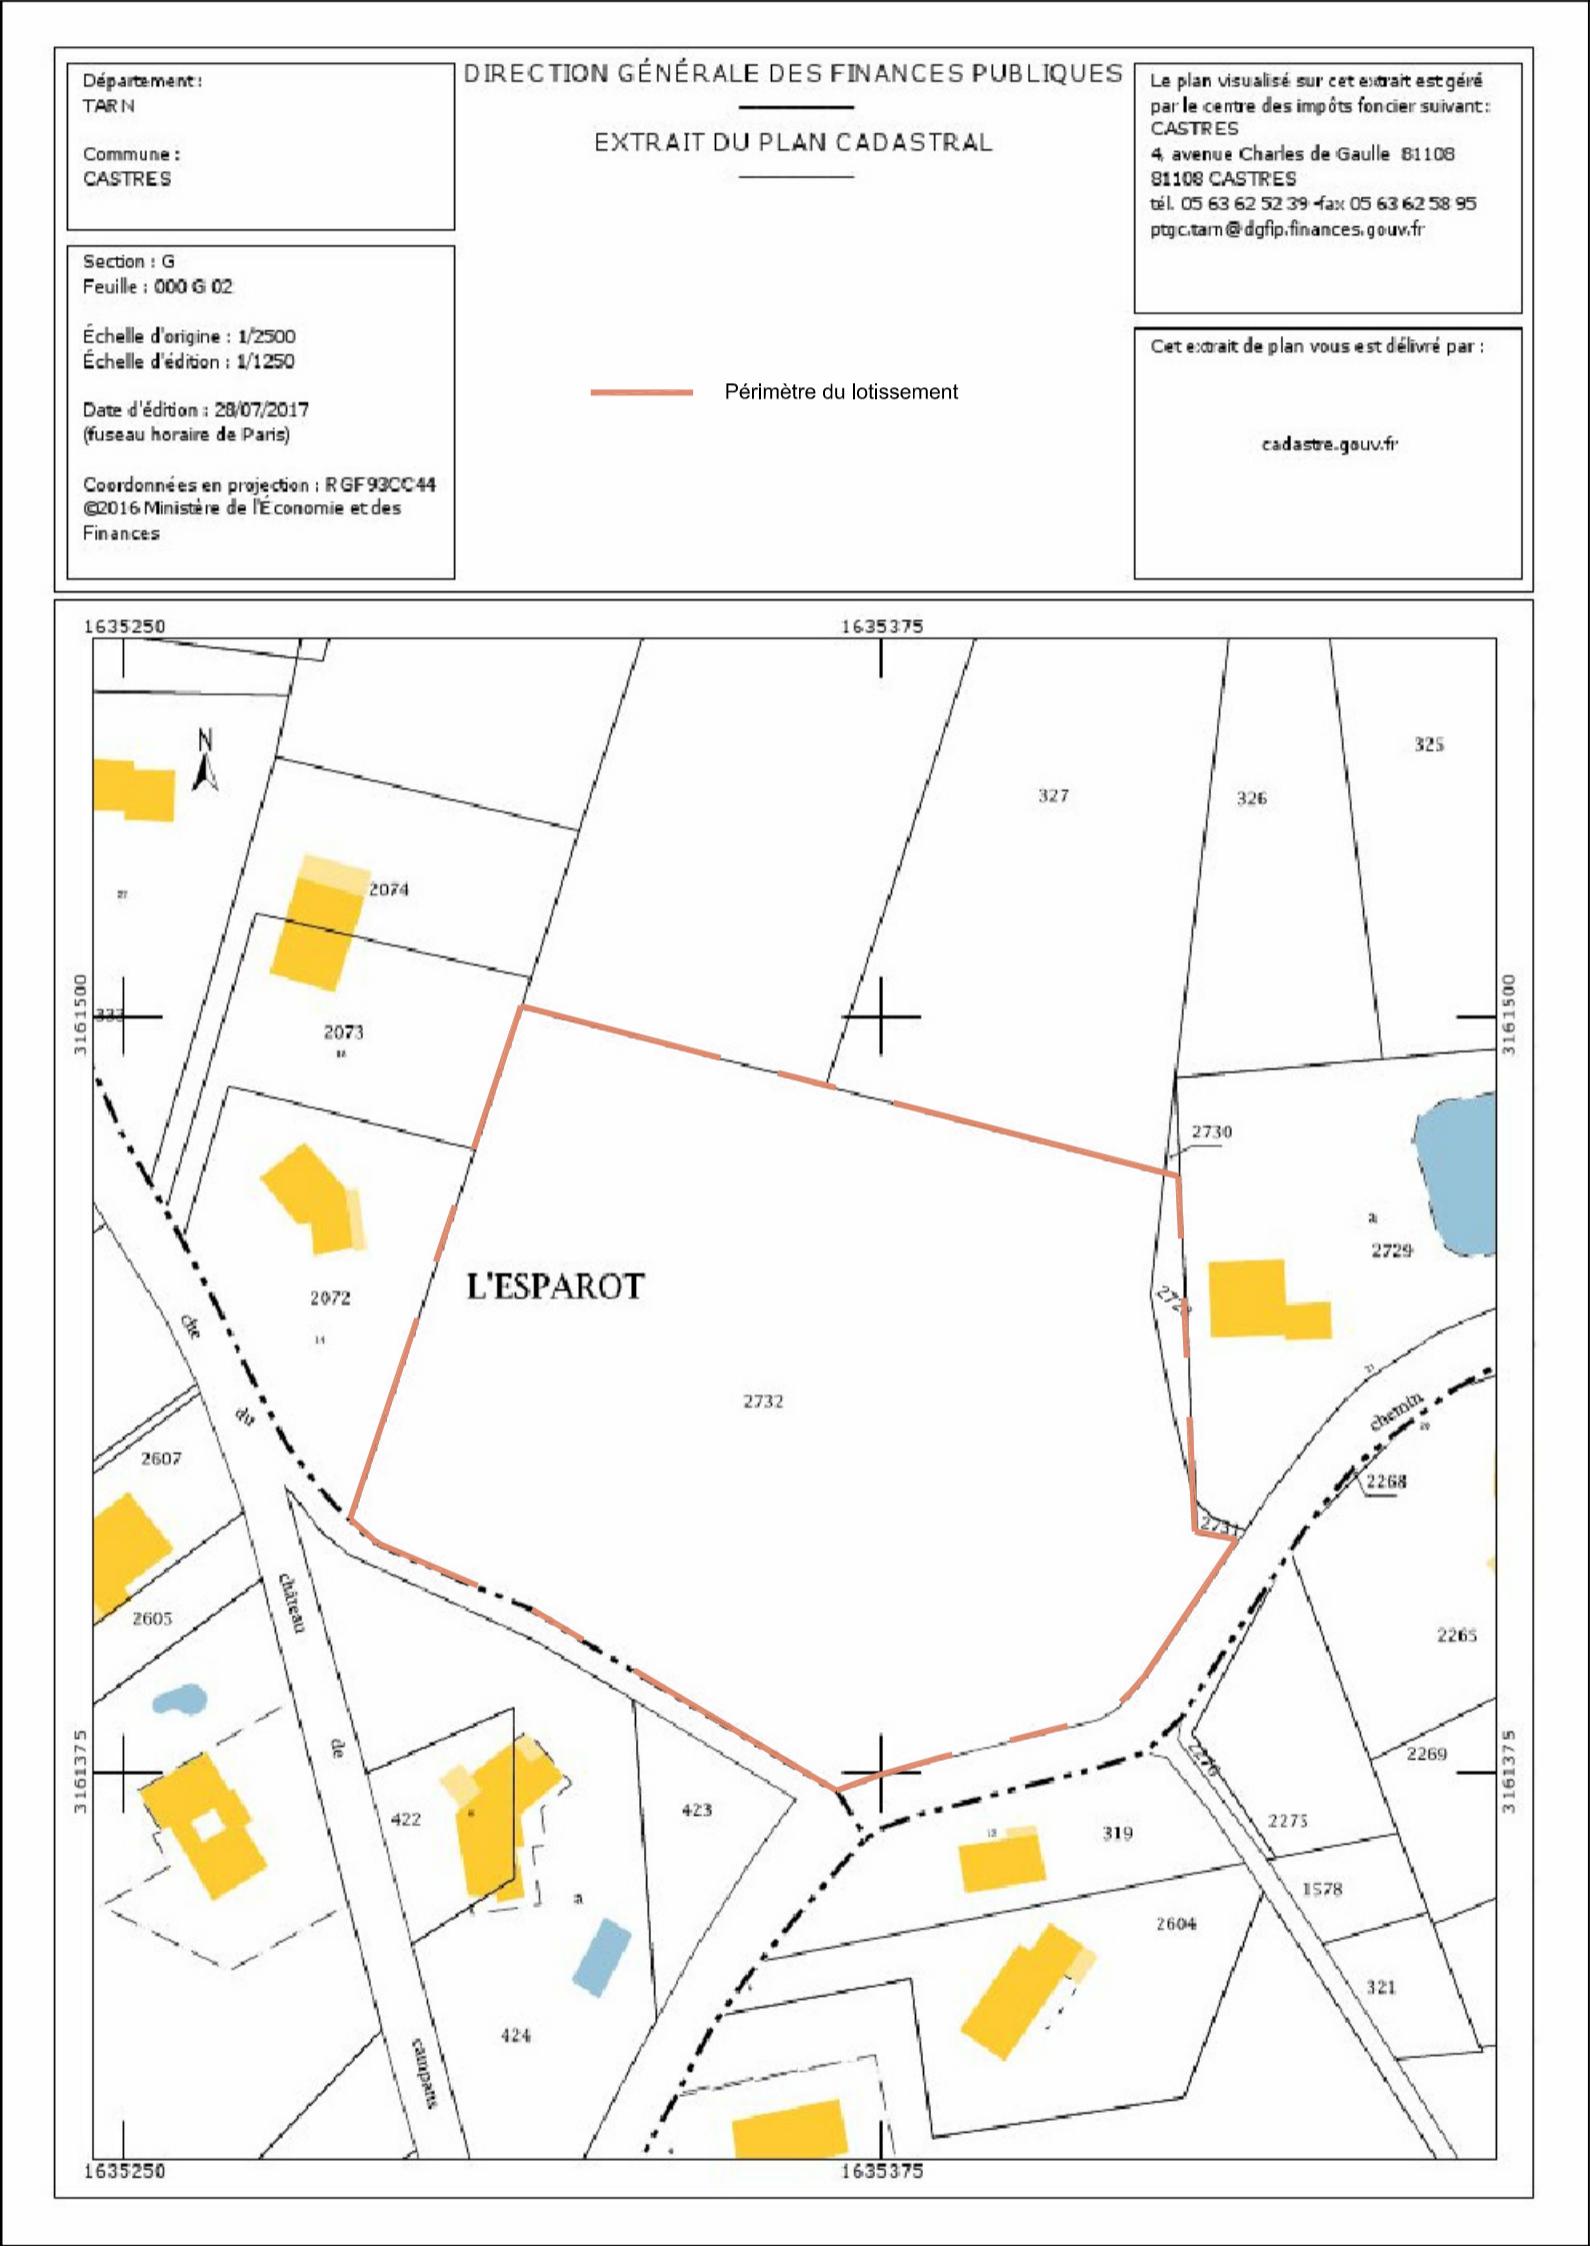 Département :
TARN
Commune :
CASTRES
Section : G
Feuille : 000 G 02
Échelle d'origine : 1/2500
Échelle d'édition : 1/1250
Date d'édition : 28/07/2017
(fuseau horaire de Paris)
Coordonnées en projection : RGF93CC44
©2016 Ministère de l'Économie et des
Finances
DIRECTION GÉNÉRALE DES FINANCES PUBLIQUES
EXTRAIT DU PLAN CADASTRAL
Périmètre du lotissement
Le plan visualisé sur cet extrait est géré
par le centre des impôts foncier suivant :
CASTRES
4, avenue Charles de Gaulle 81108
81108 CASTRES
tél. 05 63 62 52 39 -fax 05 63 62 58 95
ptgc.tarn@dgfip.finances.gouv.fr
Cet extrait de plan vous est délivré par :
cadastre.gouv.fr
1635250
1635375
N
325
327
326
2074
27
3161500
3161500
333
2073
2730
a
2729
L'ESPAROT
2072
che
2732
21
chemin
du
2607
2268
2731
château
2605
2265
de
3161375
3161375
2269
2276
422
423
319
2275
1578
2604
321
424
campans
1635250
1635375